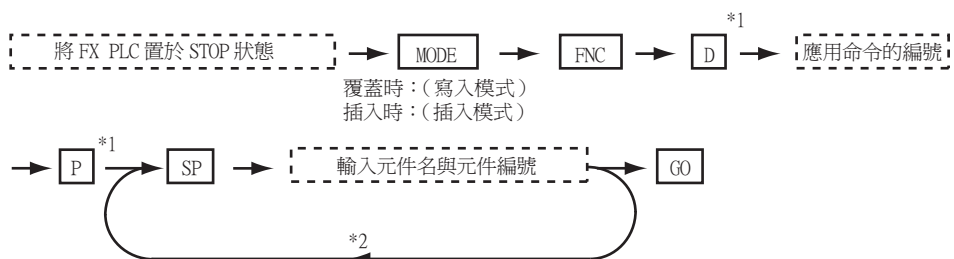 *1
將 FX PLC 置於 STOP 狀態 MODE FNC D 應用命令的編號
覆蓋時：(寫入模式)
插入時：(插入模式)
*1
P SP 輸入元件名與元件編號 GO
*2